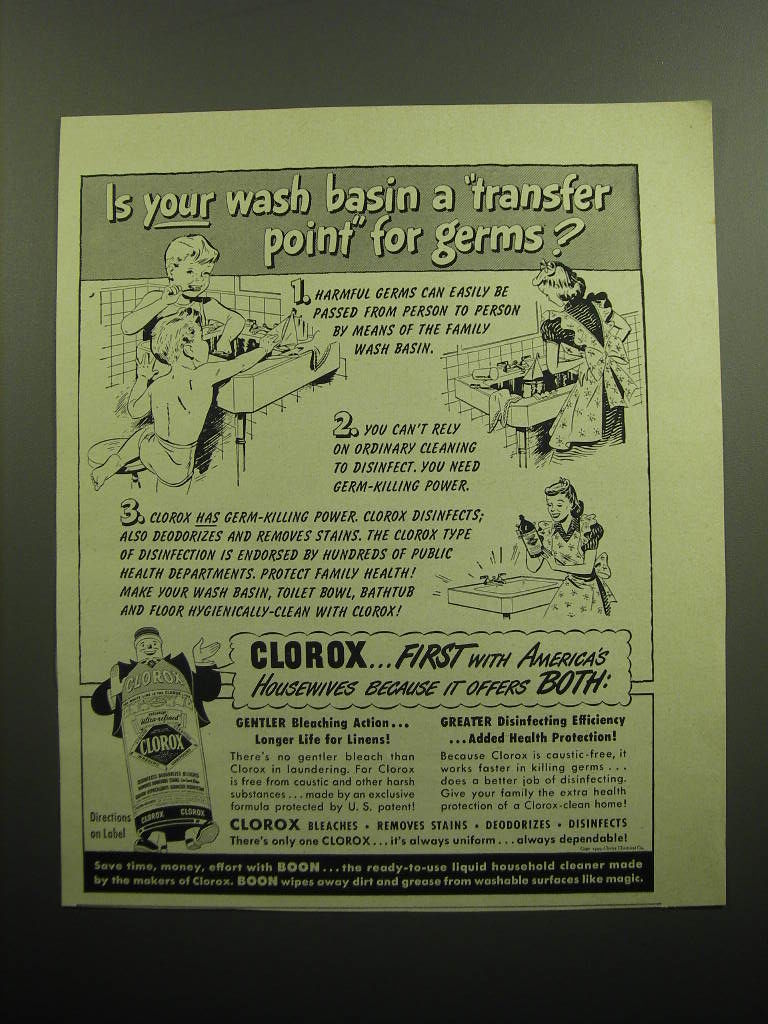 Is your wash basin a "transfer
point" for germs?
1. HARMFUL GERMS CAN EASILY BE
PASSED FROM PERSON TO PERSON
BY MEANS OF THE FAMILY
WASH BASIN.
2. YOU CAN'T RELY
ON ORDINARY CLEANING
TO DISINFECT. YOU NEED
GERM-KILLING POWER.
3. CLOROX HAS GERM-KILLING POWER. CLOROX DISINFECTS;
ALSO DEODORIZES AND REMOVES STAINS. THE CLOROX TYPE
OF DISINFECTION IS ENDORSED BY HUNDREDS OF PUBLIC
HEALTH DEPARTMENTS. PROTECT FAMILY HEALTH!
MAKE YOUR WASH BASIN, TOILET BOWL, BATHTUB
AND FLOOR HYGIENICALLY-CLEAN WITH CLOROX!
CLOROX... FIRST WITH AMERICA'S
HOUSEWIVES BECAUSE IT OFFERS BOTH:
CLOROX
ultra-refined
CLOROX
CLOROX CLOROX
Directions
on Label
GENTLER Bleaching Action...
Longer Life for Linens!
There's no gentler bleach than
Clorox in laundering. For Clorox
is free from caustic and other harsh
substances... made by an exclusive
formula protected by U. S. patent!
GREATER Disinfecting Efficiency
...Added Health Protection!
Because Clorox is caustic-free, it
works faster in killing germs...
does a better job of disinfecting.
Give your family the extra health
protection of a Clorox-clean home!
CLOROX BLEACHES • REMOVES STAINS • DEODORIZES • DISINFECTS
There's only one CLOROX... it's always uniform... always dependable!
Save time, money, effort with BOON... the ready-to-use liquid household cleaner made
by the makers of Clorox. BOON wipes away dirt and grease from washable surfaces like magic.